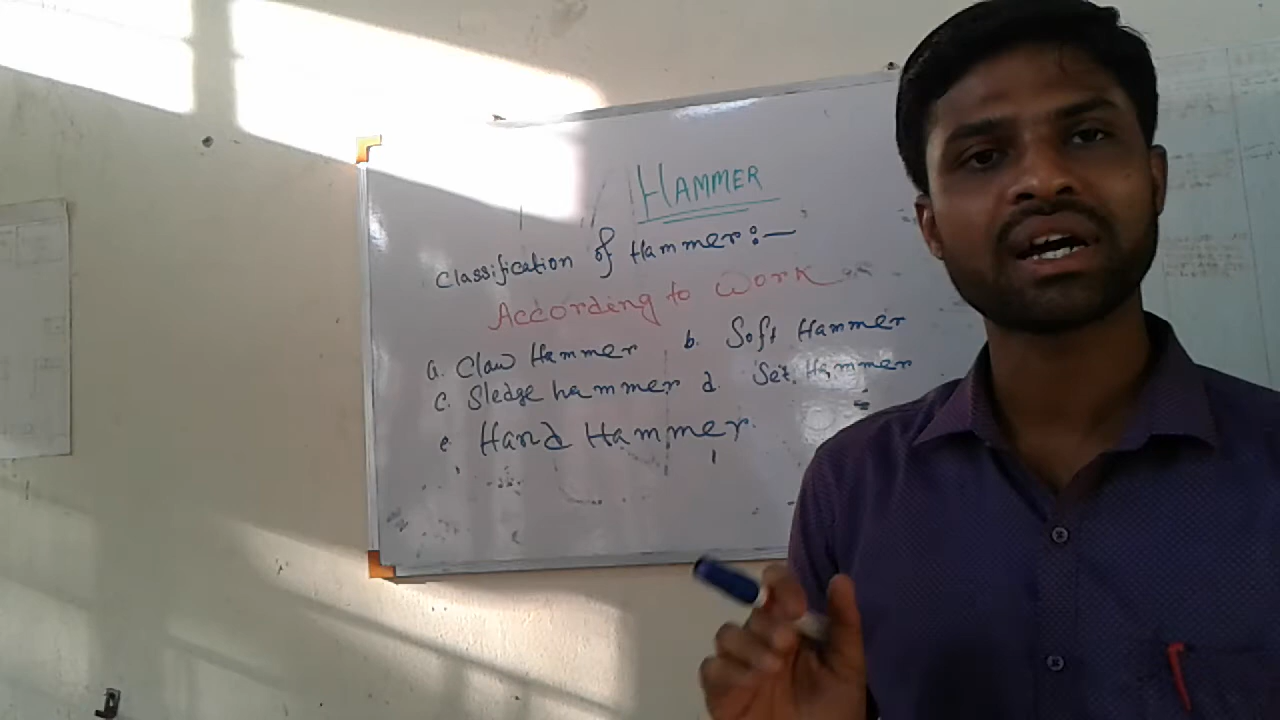 HAMMER
Classification of Hammer:—
According to Work
a. Claw Hammer b. Soft Hammer
c. Sledge hammer d. Set Hammer
e. Hand Hammer